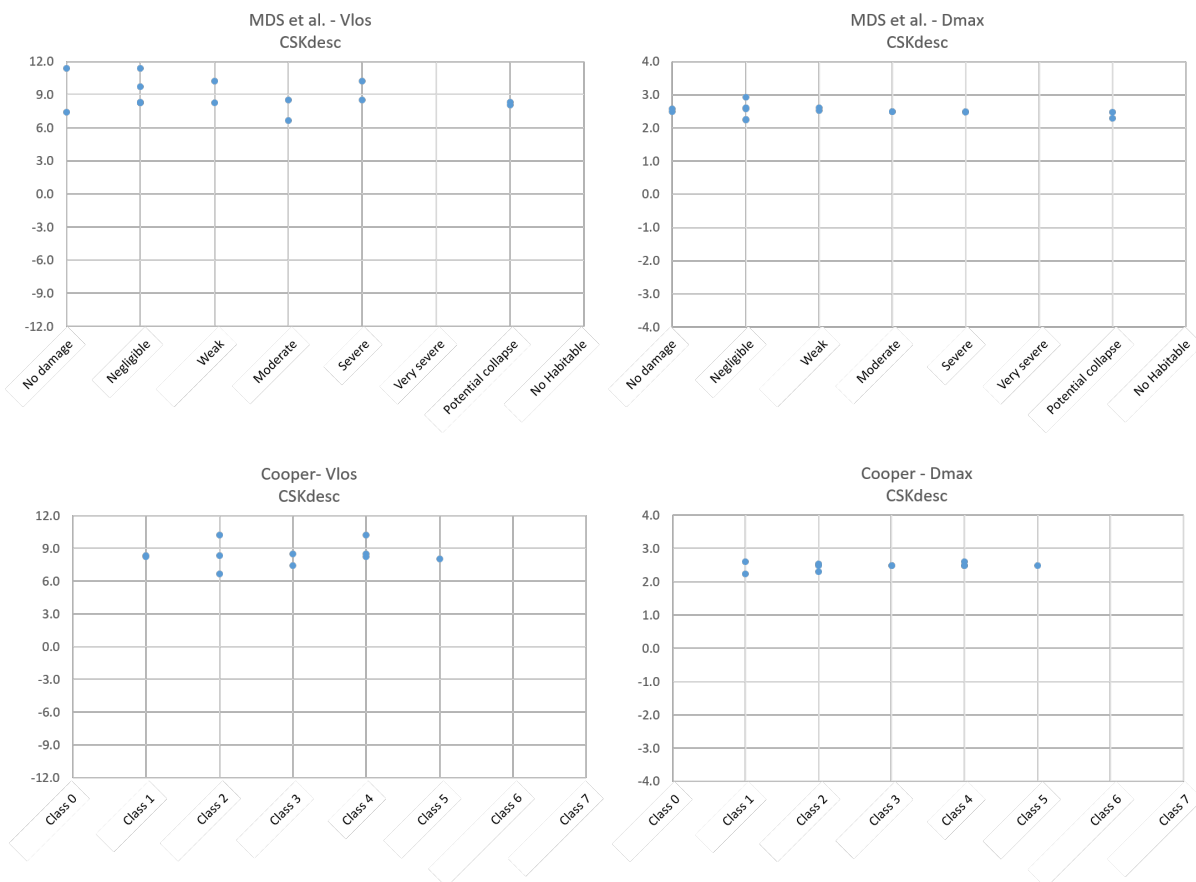 MDS et al. - Vlos
CSKdesc
12.0
9.0
6.0
3.0
0.0
-3.0
-6.0
-9.0
-12.0
No damage
Negligible
Weak
Moderate
Severe
Very severe
Potential collapse
No Habitable
MDS et al. - Dmax
CSKdesc
4.0
3.0
2.0
1.0
0.0
-1.0
-2.0
-3.0
-4.0
No damage
Negligible
Weak
Moderate
Severe
Very severe
Potential collapse
No Habitable
Cooper- Vlos
CSKdesc
12.0
9.0
6.0
3.0
0.0
-3.0
-6.0
-9.0
-12.0
Class 0
Class 1
Class 2
Class 3
Class 4
Class 5
Class 6
Class 7
Cooper - Dmax
CSKdesc
4.0
3.0
2.0
1.0
0.0
-1.0
-2.0
-3.0
-4.0
Class 0
Class 1
Class 2
Class 3
Class 4
Class 5
Class 6
Class 7